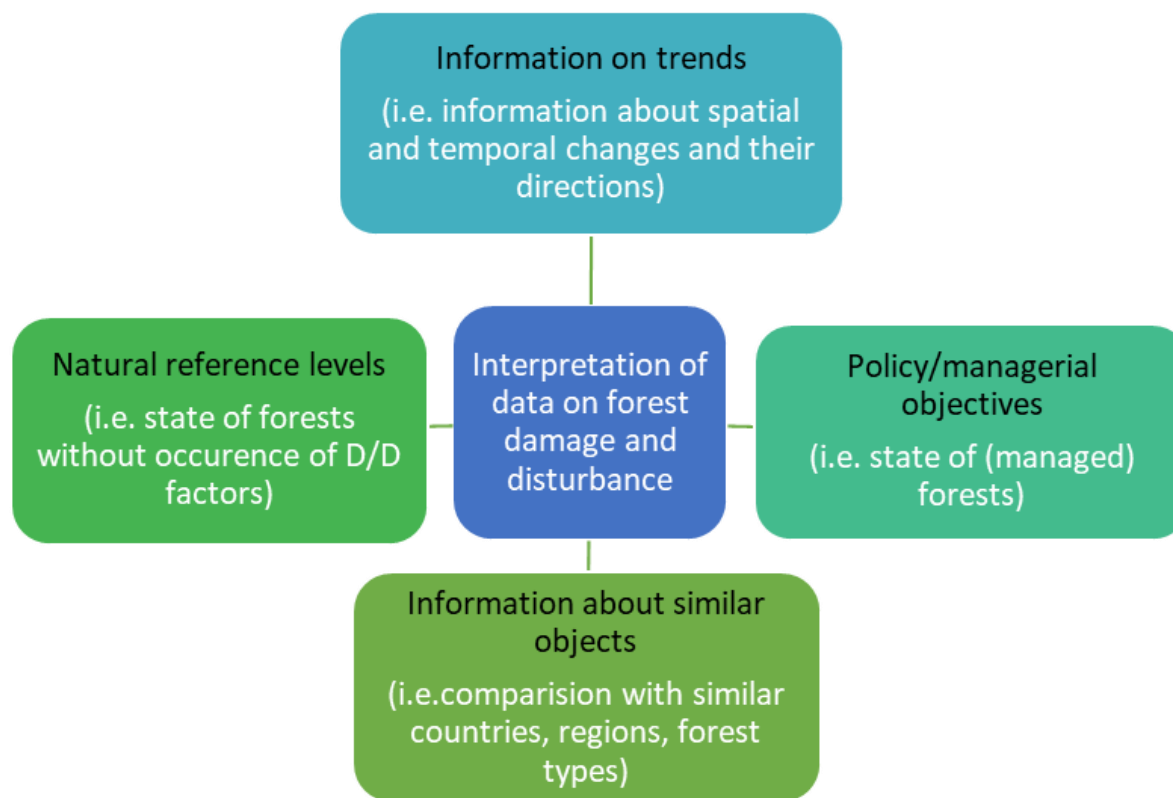 Information on trends
(i.e. information about spatial
and temporal changes and their
directions)
Natural reference levels
(i.e. state of forests
without occurence of D/D
factors)
Interpretation of
data on forest
damage and
disturbance
Policy/managerial
objectives
(i.e. state of (managed)
forests)
Information about similar
objects
(i.e.comparision with similar
countries, regions, forest
types)